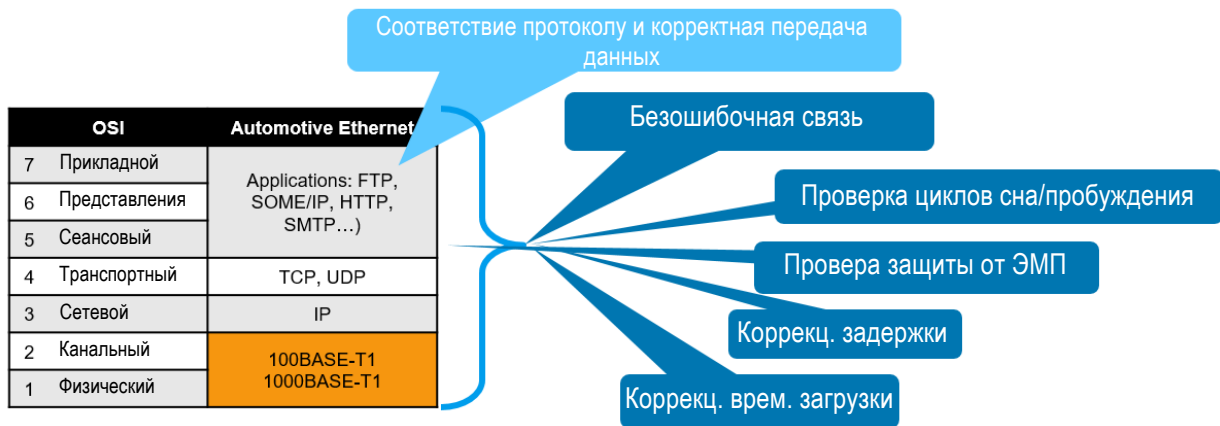 Соответствие протоколу и корректная передача
данных
Безошибочная связь
Проверка циклов сна/пробуждения
Провера защиты от ЭМП
Коррекц. задержки
Коррекц. врем. загрузки
OSI Automotive Ethernet
7 Прикладной
6 Представления
5 Сеансовый
Applications: FTP,
SOME/IP, HTTP,
SMTP...)
4 Транспортный TCP, UDP
3 Сетевой IP
2 Канальный 100BASE-T1
1 Физический 1000BASE-T1